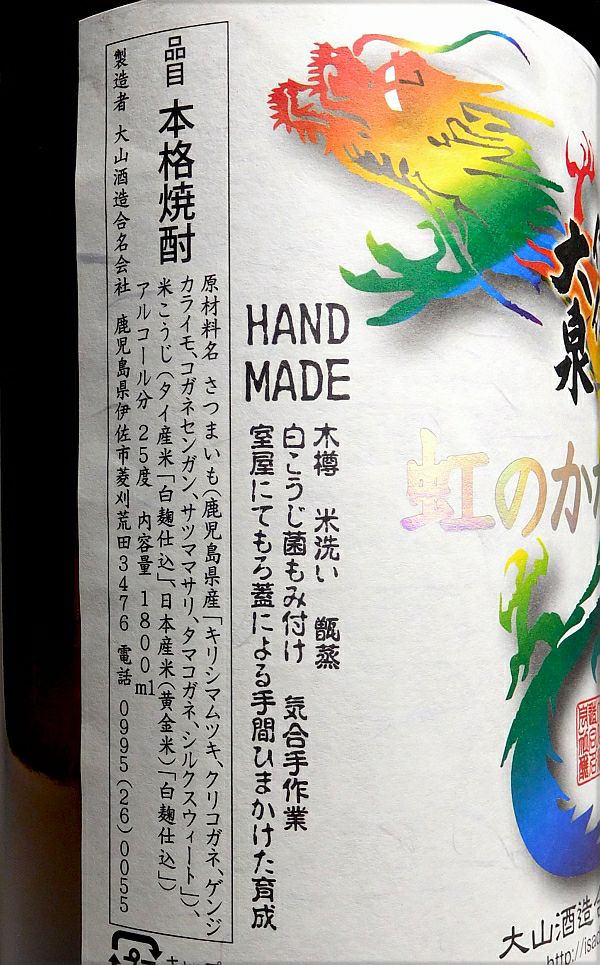 品目 本格焼酎
原材料名 さつまいも(鹿児島県産「キリシマムツキ、クリコガネ、ゲンジ
カライモ、コガネセンガン、サツママサリ、タマコガネ、シルクスウィート」)、
米こうじ(タイ産米「白麹仕込」、日本産米(黄金米)「白麹仕込」)
アルコール分 25度 内容量 1800ml
製造者 大山酒造合名会社 鹿児島県伊佐市菱刈荒田3476 電話 0995(26)0055
HAND
MADE
木樽 米洗い 甑蒸
白こうじ菌もみ付け 気合手作業
室屋にてもろ蓋による手間ひまかけた育成
大泉
虹のか
大山酒造
http://isa